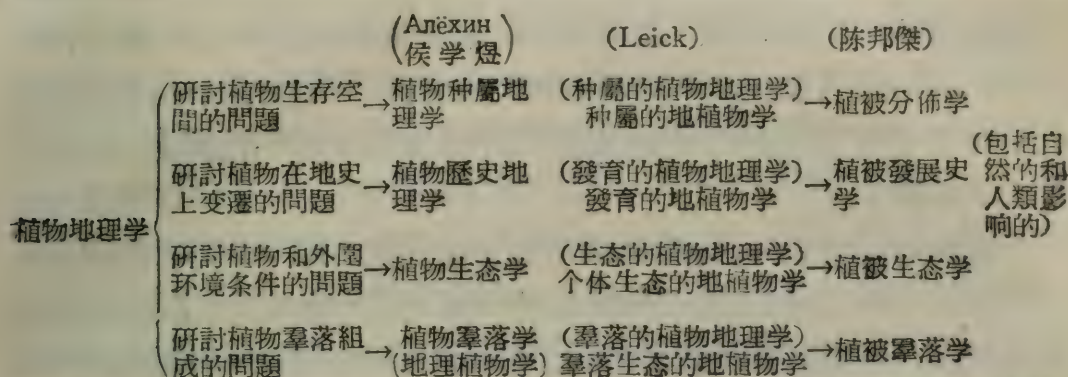 (Алёхин
侯学煜) (Leick) (陈邦傑)
研討植物生存空 → 植物种屬地 (种屬的植物地理学) → 植被分佈学
間的問題 理学 种屬的地植物学
(包括自
研討植物在地史 → 植物歷史地 (發育的植物地理学) → 植被發展史 然的和
上变遷的問題 理学 發育的地植物学 学 人類影
响的)
植物地理学
研討植物和外圍 → 植物生态学 (生态的植物地理学) → 植被生态学
环境条件的問題 个体生态的地植物学
研討植物羣落組 → 植物羣落学 (羣落的植物地理学) → 植被羣落学
成的問題 (地理植物学) 羣落生态的地植物学